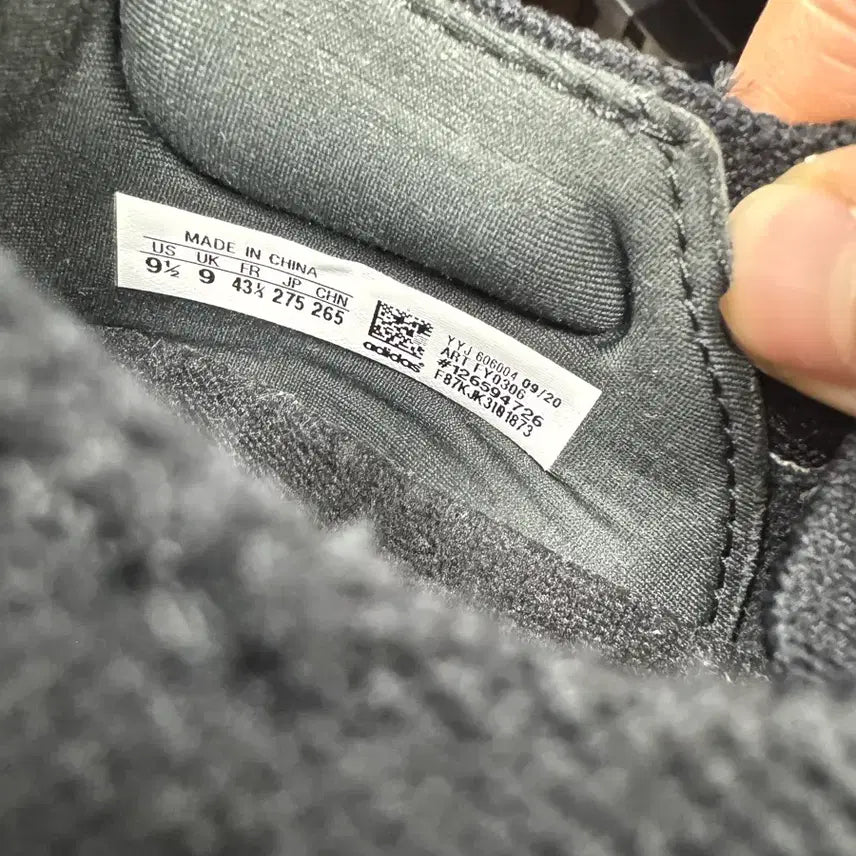 MADE IN CHINA
US UK FR JP CHN
9½ 9 43⅓ 275 265
adidas
YYJ 606004 09/20
ART FY0306
#126594726
F87KJK3I01873